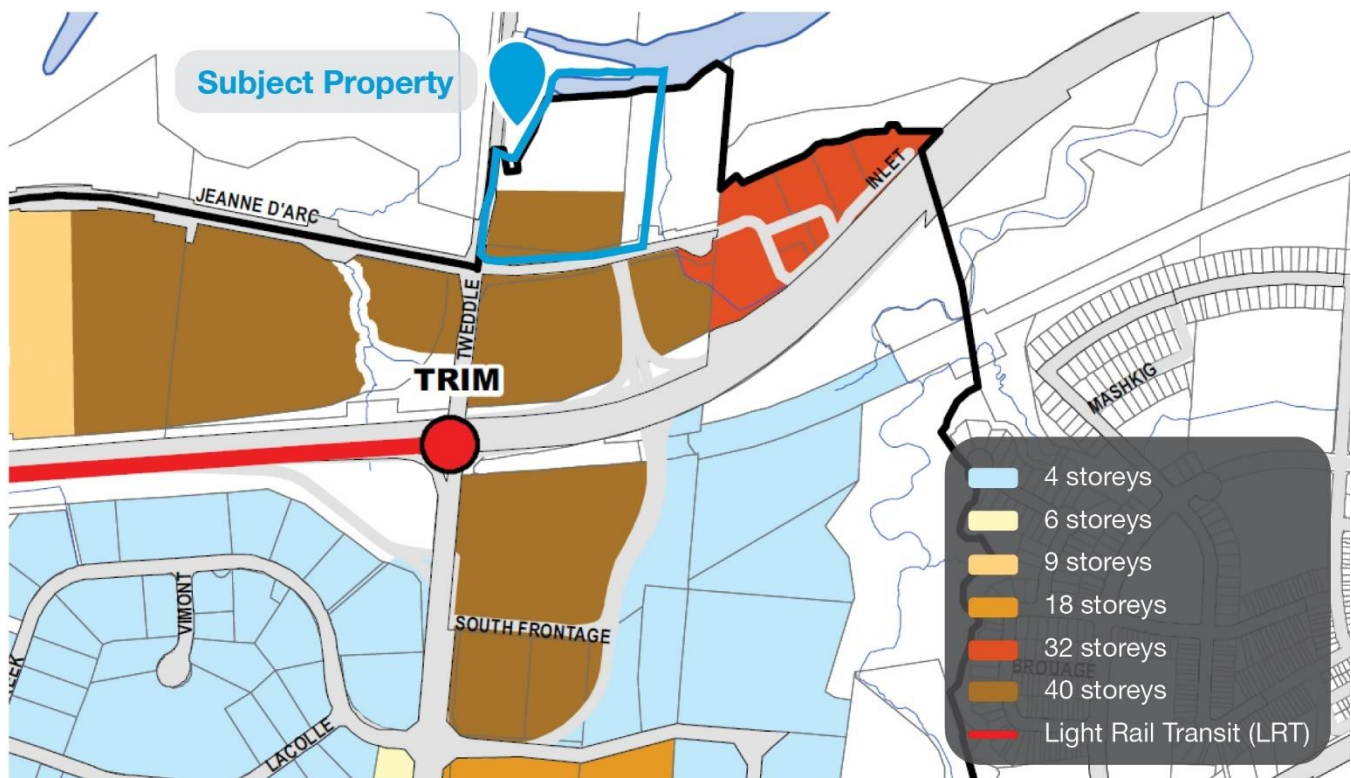 Subject Property
JEANNE D'ARC
INLET
TWEDDLE
TRIM
MASHKIG
4 storeys
6 storeys
9 storeys
18 storeys
32 storeys
40 storeys
Light Rail Transit (LRT)
BROUAGE
VIMONT
SOUTH FRONTAGE
LACOLLE